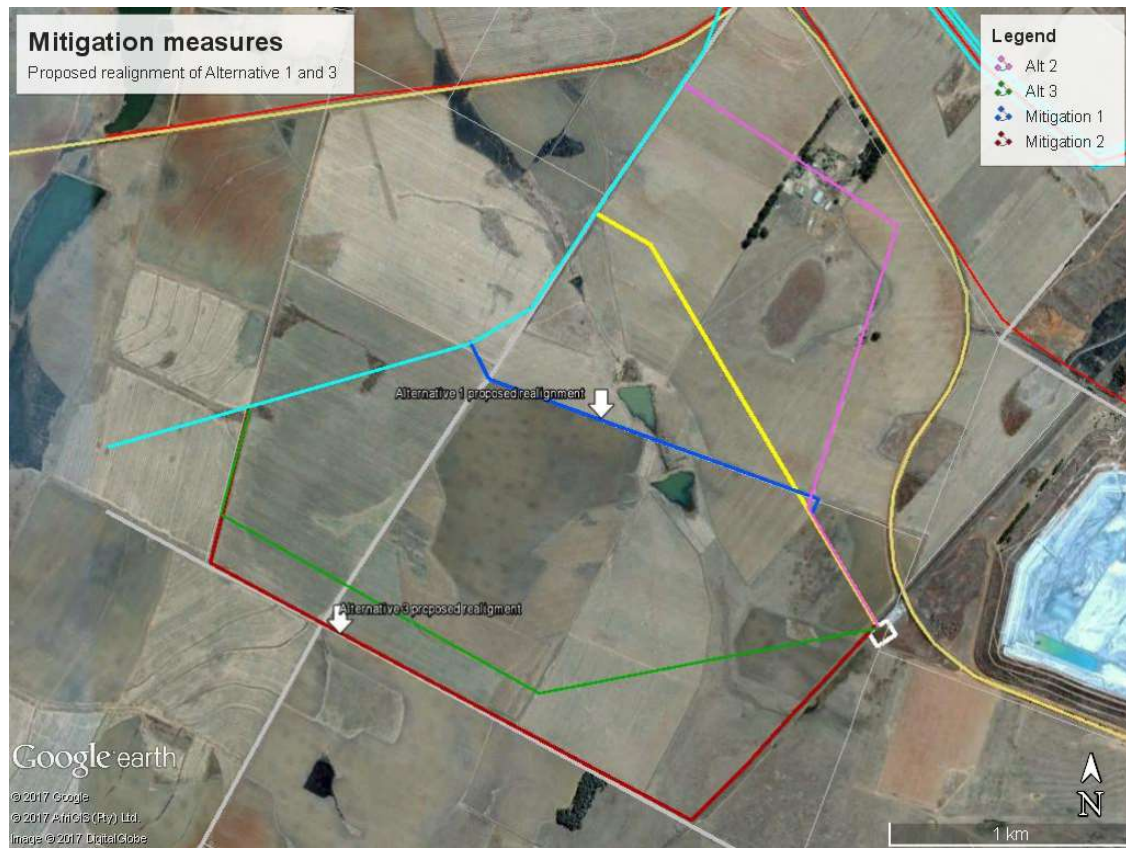 Mitigation measures
Proposed realignment of Alternative 1 and 3
Legend
Alt 2
Alt 3
Mitigation 1
Mitigation 2
Alternative 1 proposed realignment
Alternative 3 proposed realigment
Google earth
© 2017 Google
© 2017 AfriGIS (Pty) Ltd.
Image © 2017 DigitalGlobe
N
1 km